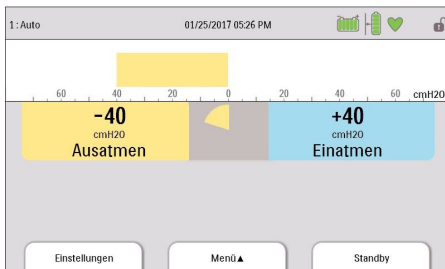 1: Auto 01/25/2017 05:26 PM
60 40 20 0 20 40 60 cmH20
-40 +40
cmH20 cmH20
Ausatmen Einatmen
Einstellungen Menü▲ Standby